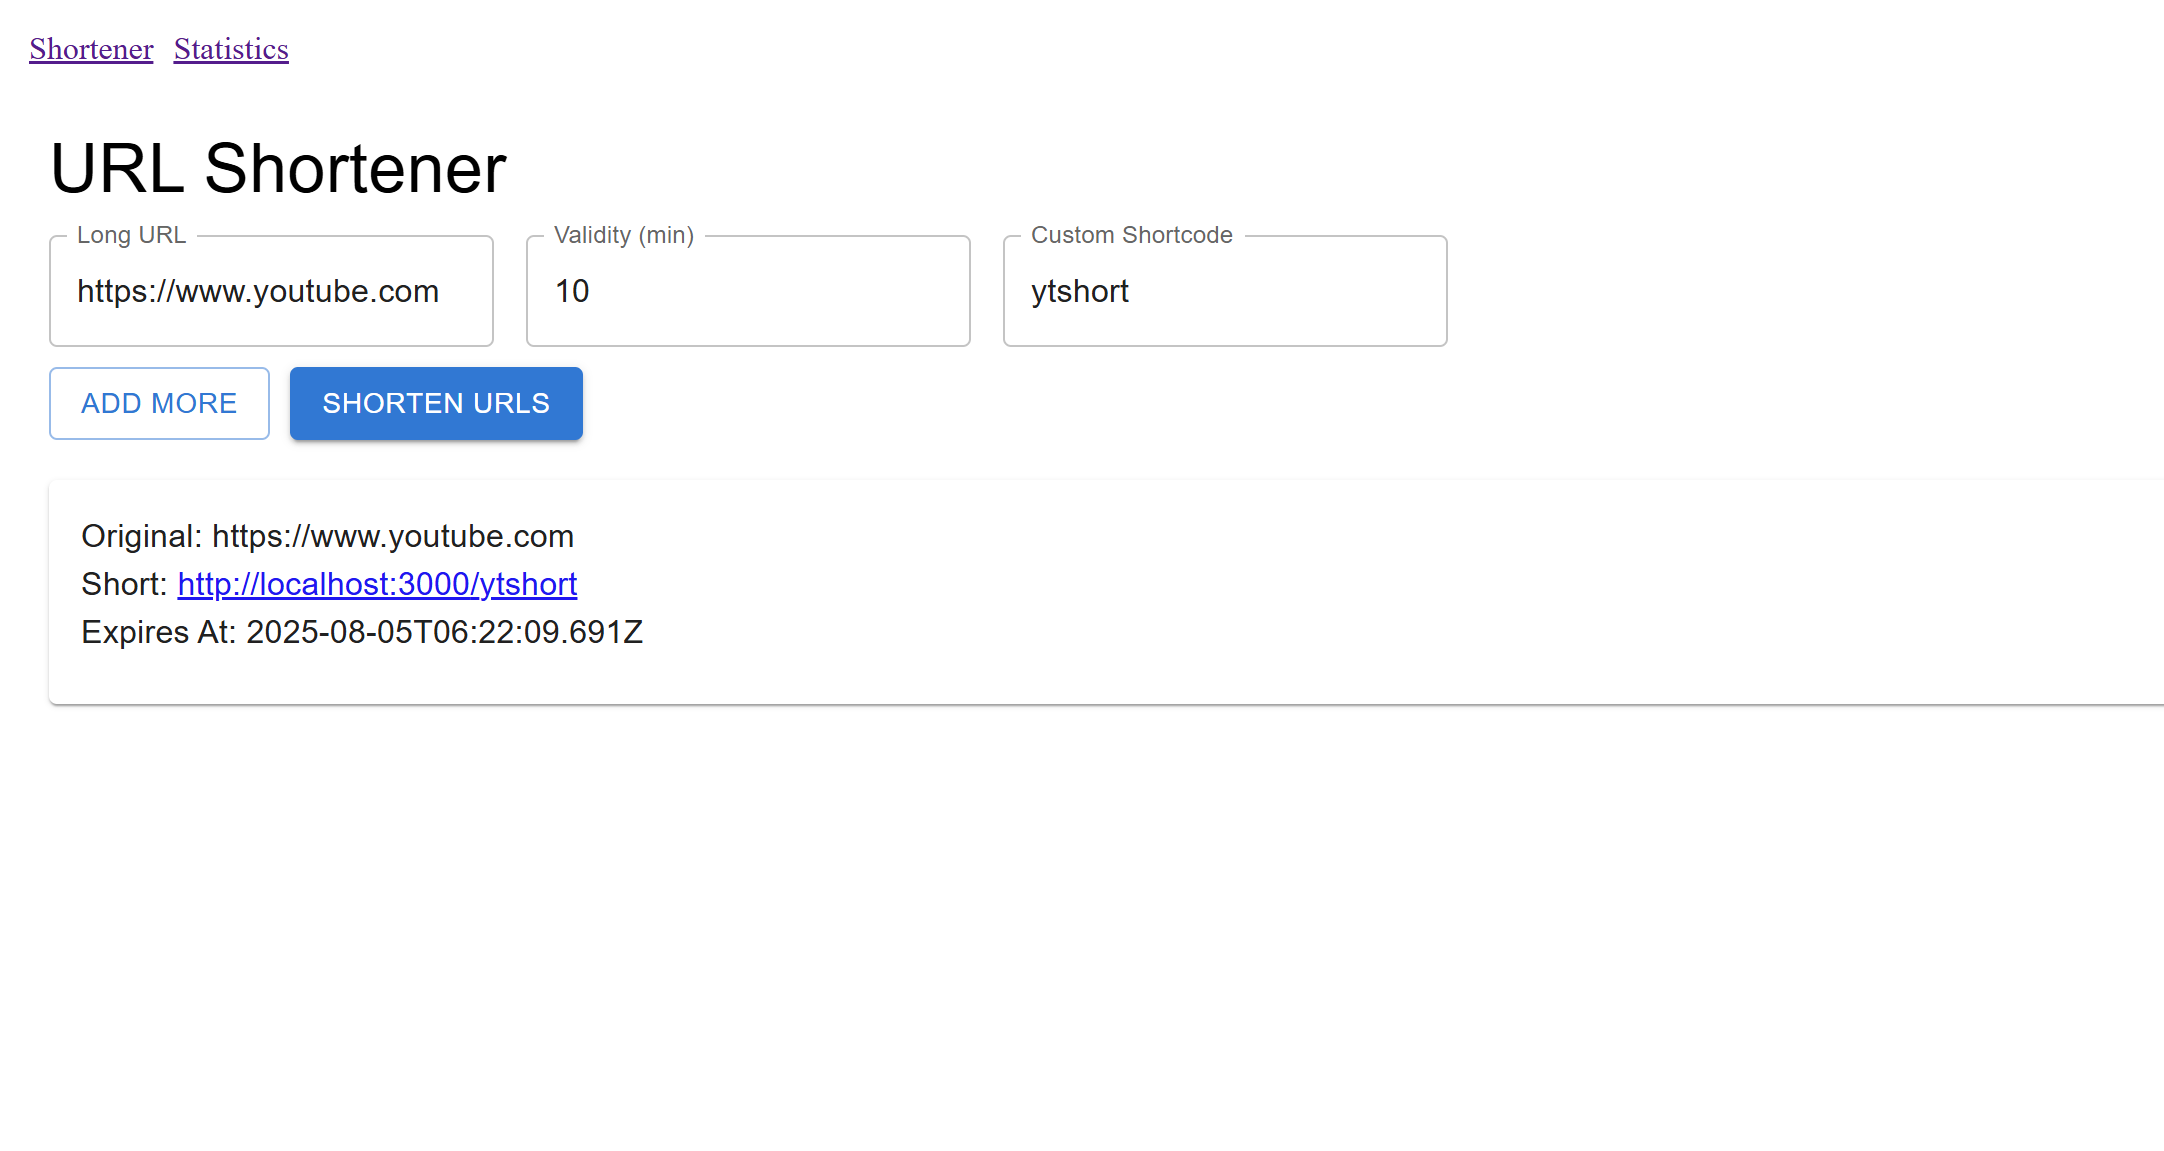 Shortener Statistics
URL Shortener
Long URL Validity (min) Custom Shortcode
https://www.youtube.com 10 ytshort
ADD MORE SHORTEN URLS
Original: https://www.youtube.com
Short: http://localhost:3000/ytshort
Expires At: 2025-08-05T06:22:09.691Z